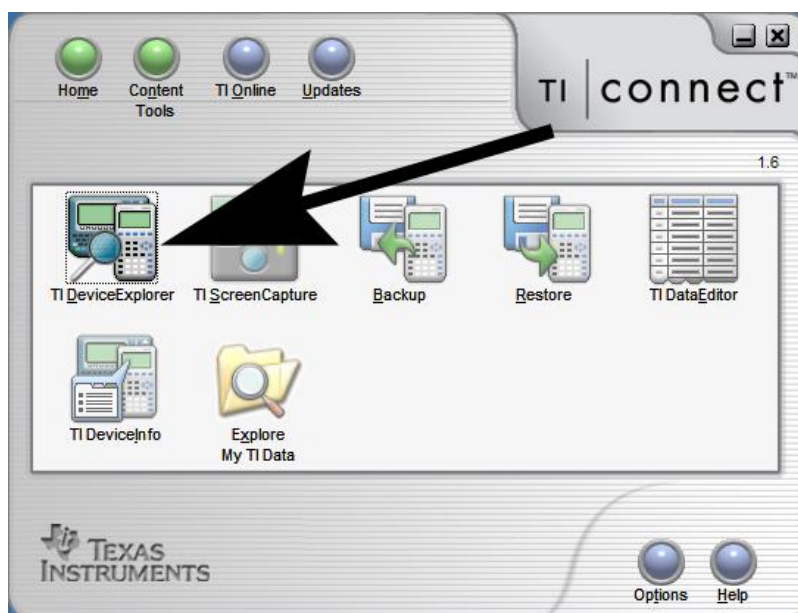 Home
Content
Tools
TI Online
Updates
TI connect™
1.6
TI DeviceExplorer
TI ScreenCapture
Backup
Restore
TI DataEditor
TI DeviceInfo
Explore
My TI Data
TEXAS
INSTRUMENTS
Options
Help